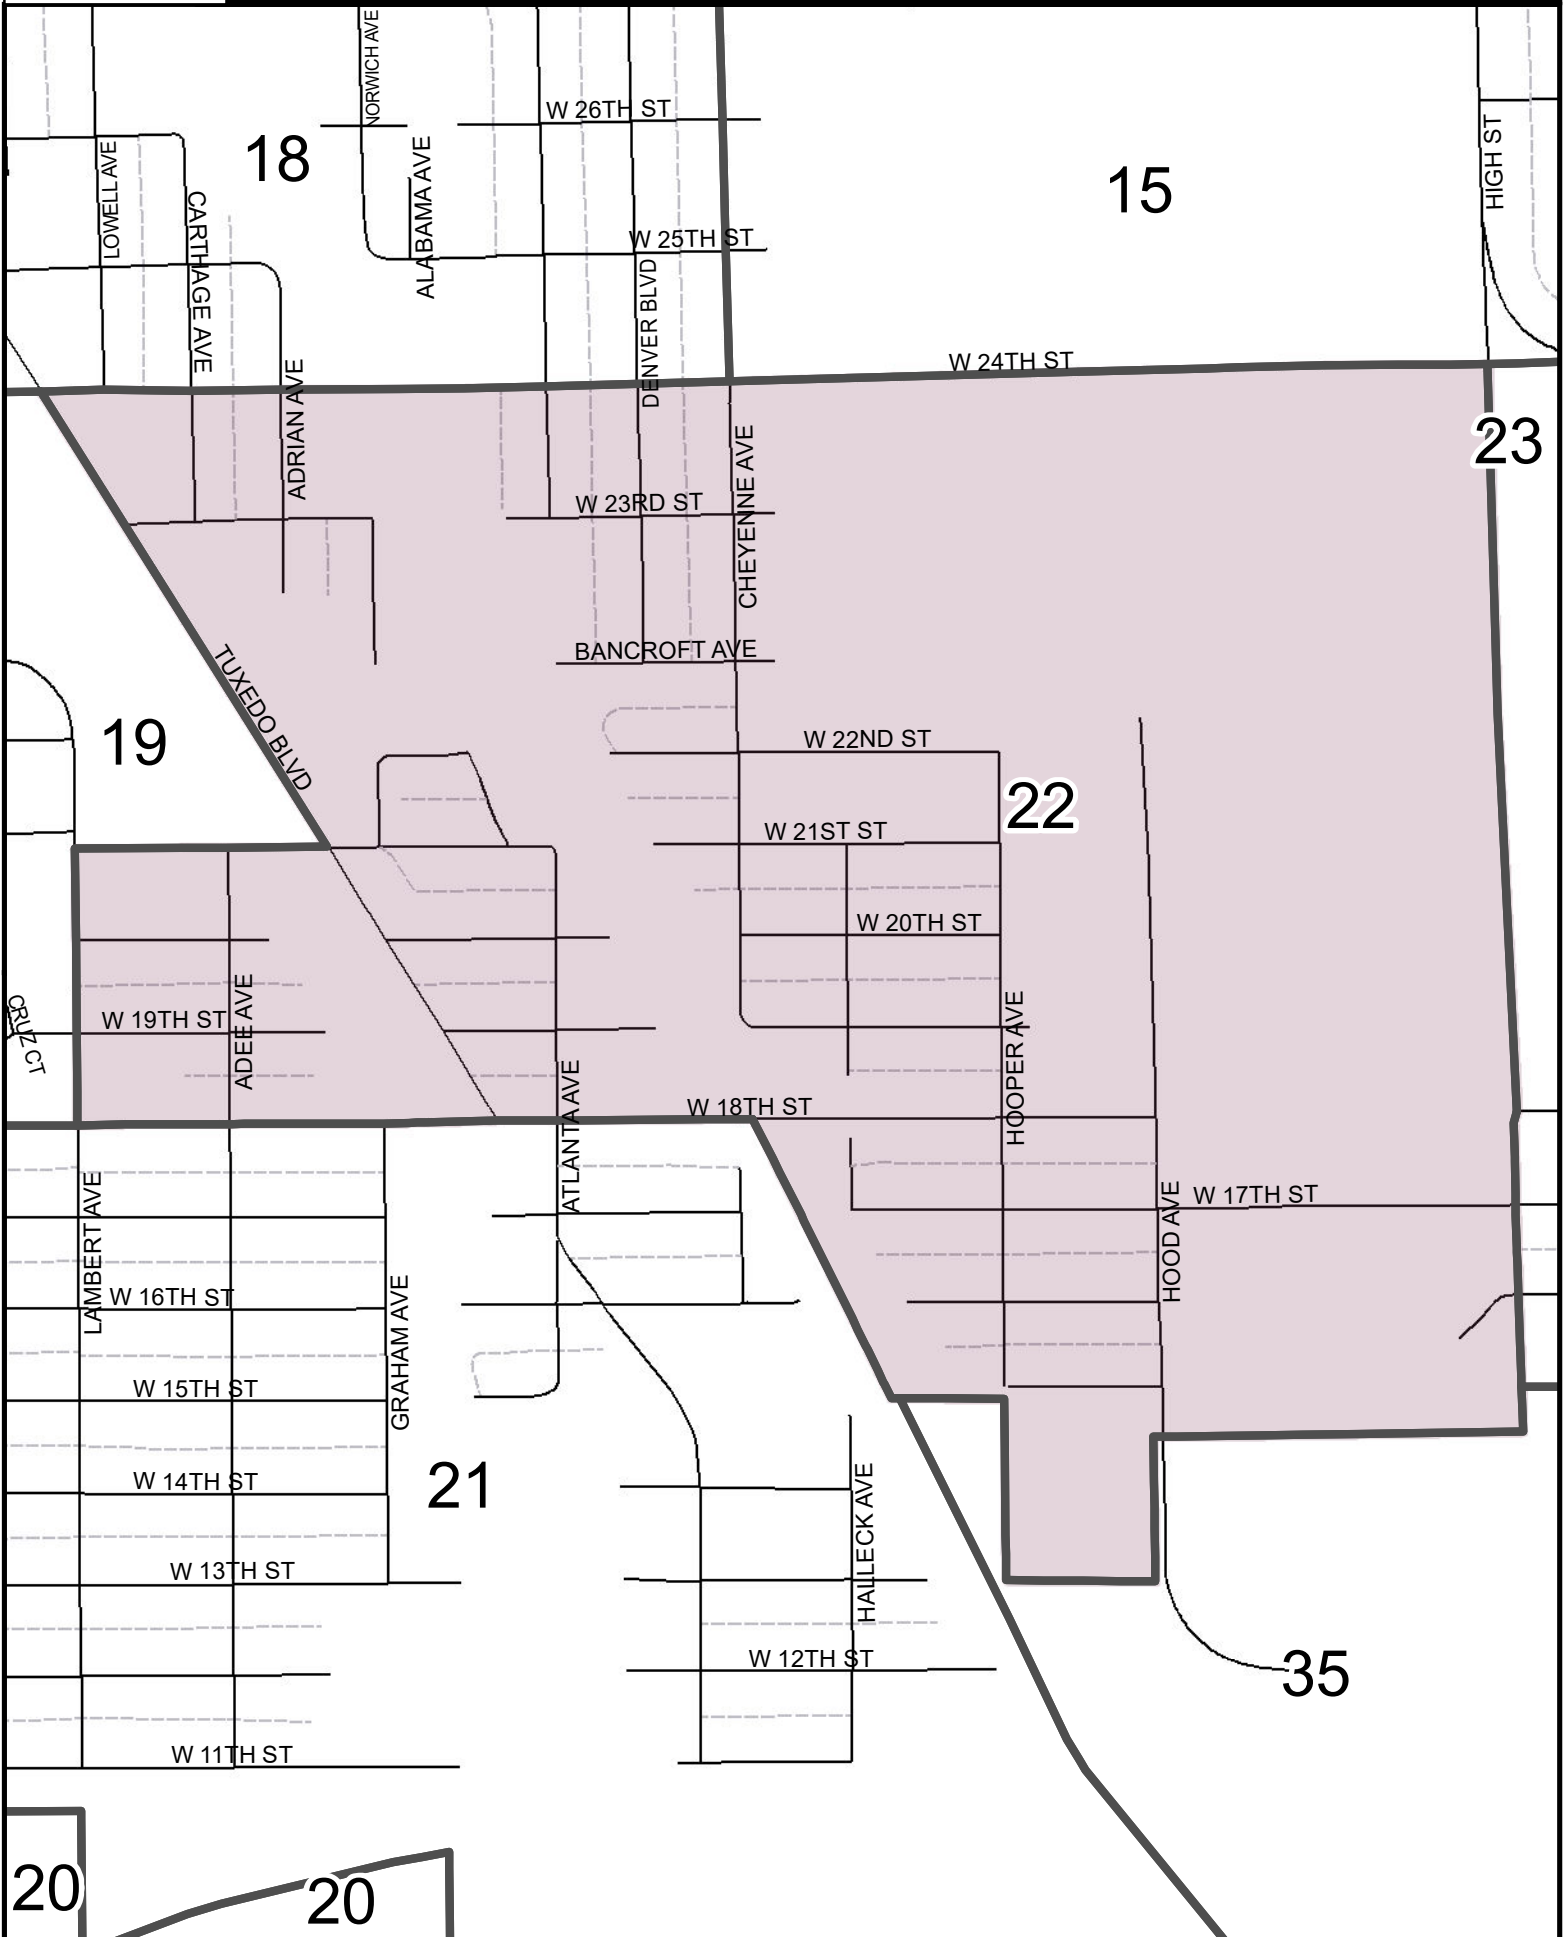 NORWICH AVE
W 26TH ST
18
15
HIGH ST
LOWELL AVE
ALABAMA AVE
CARTHAGE AVE
W 25TH ST
DENVER BLVD
W 24TH ST
ADRIAN AVE
23
CHEYENNE AVE
W 23RD ST
BANCROFT AVE
TUXEDO BLVD
19
W 22ND ST
22
W 21ST ST
W 20TH ST
CRUZ CT
W 19TH ST
ADEE AVE
HOOPER AVE
ATLANTA AVE
W 18TH ST
LAMBERT AVE
HOOD AVE
W 17TH ST
W 16TH ST
GRAHAM AVE
W 15TH ST
21
W 14TH ST
HALLECK AVE
W 13TH ST
W 12TH ST
35
W 11TH ST
20
20